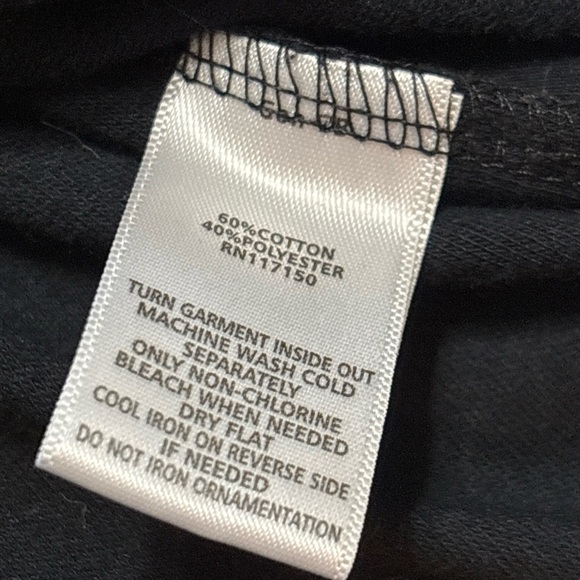 60%COTTON
40%POLYESTER
RN117150
TURN GARMENT INSIDE OUT
MACHINE WASH COLD
SEPARATELY
ONLY NON-CHLORINE
BLEACH WHEN NEEDED
DRY FLAT
COOL IRON ON REVERSE SIDE
IF NEEDED
DO NOT IRON ORNAMENTATION